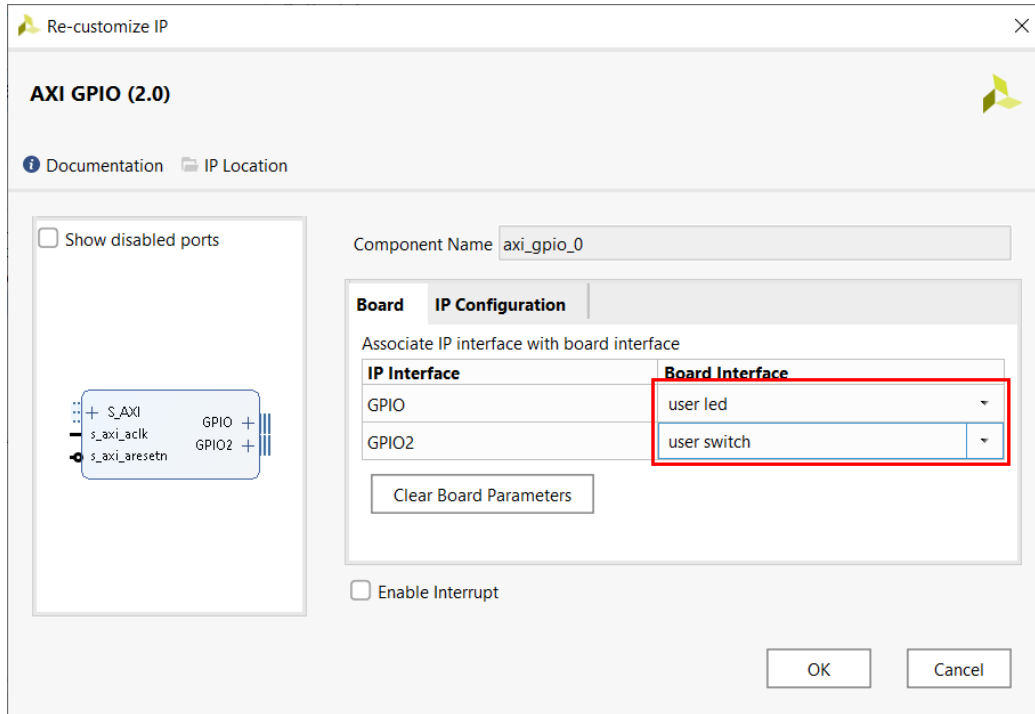 Re-customize IP
AXI GPIO (2.0)
Documentation IP Location
Show disabled ports
S_AXI
s_axi_aclk
s_axi_aresetn
GPIO
GPIO2
Component Name axi_gpio_0
Board IP Configuration
Associate IP interface with board interface
IP Interface Board Interface
GPIO user led
GPIO2 user switch
Clear Board Parameters
Enable Interrupt
OK Cancel